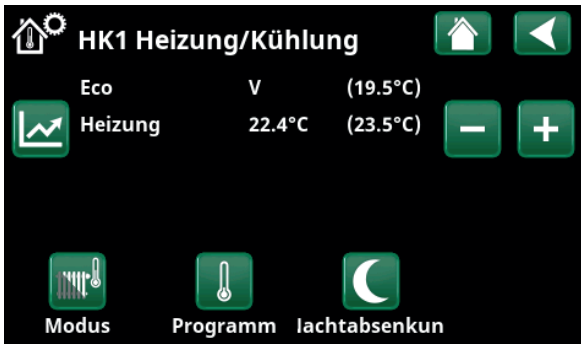 HK1 Heizung/Kühlung
Eco V (19.5°C)
Heizung 22.4°C (23.5°C)
Modus Programm lachtabsenkun